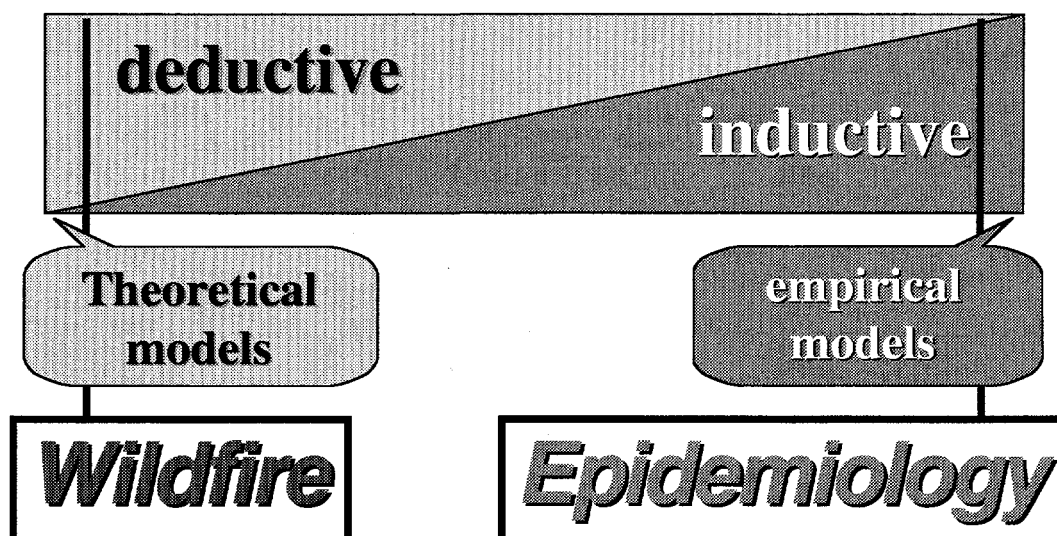 deductive
inductive
Theoretical
models
empirical
models
Wildfire
Epidemiology